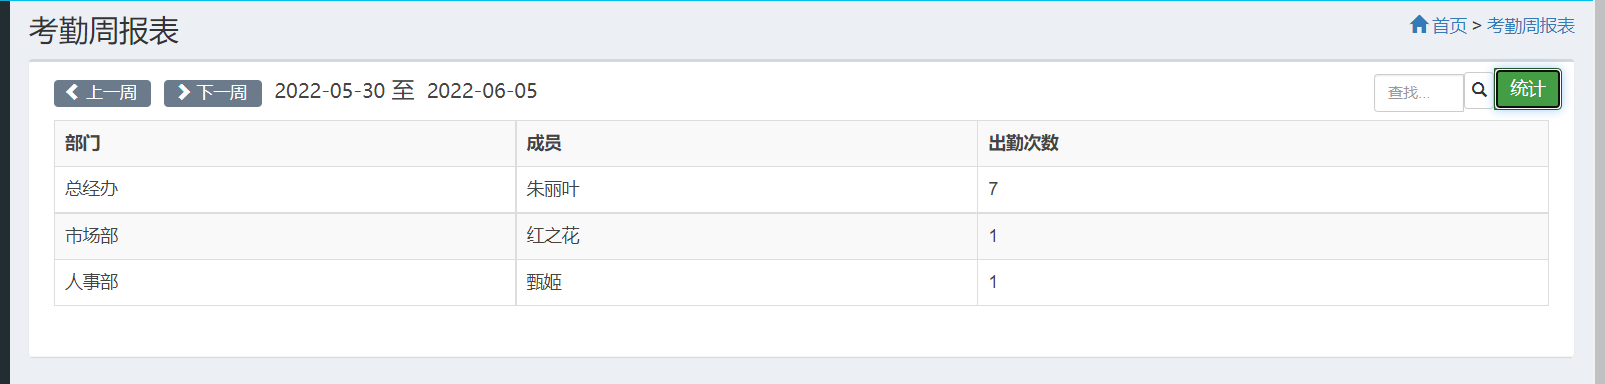 考勤周报表
首页 > 考勤周报表
上一周 下一周 2022-05-30 至 2022-06-05 查找... 统计
部门 成员 出勤次数
总经办 朱丽叶 7
市场部 红之花 1
人事部 甄姬 1